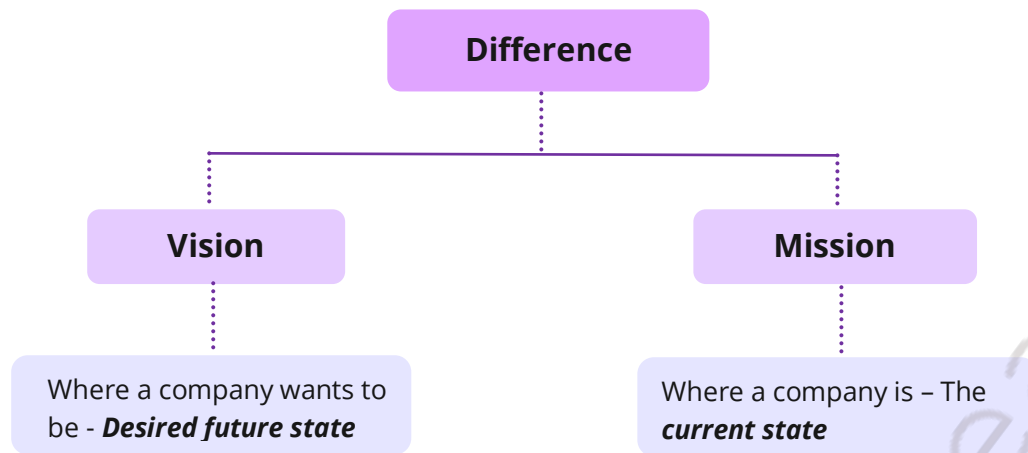 Difference
Vision
Mission
Where a company wants to
be - Desired future state
Where a company is – The
current state